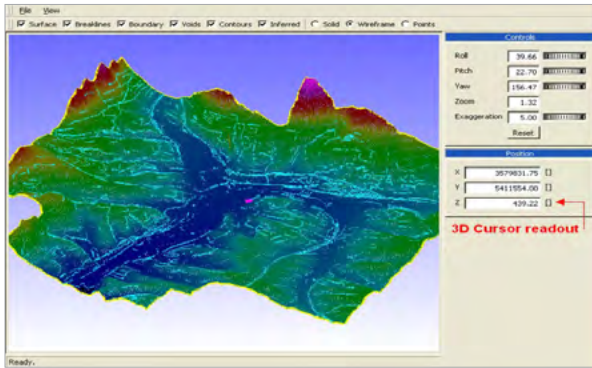 File View
Surface Breaklines Boundary Voids Contours Inferred Solid Wireframe Points
Controls
Roll 39.66
Pitch 22.70
Yaw 156.47
Zoom 1.32
Exaggeration 5.00
Reset
Position
X 3579831.75
Y 5411554.00
Z 439.22
3D Cursor readout
Ready.